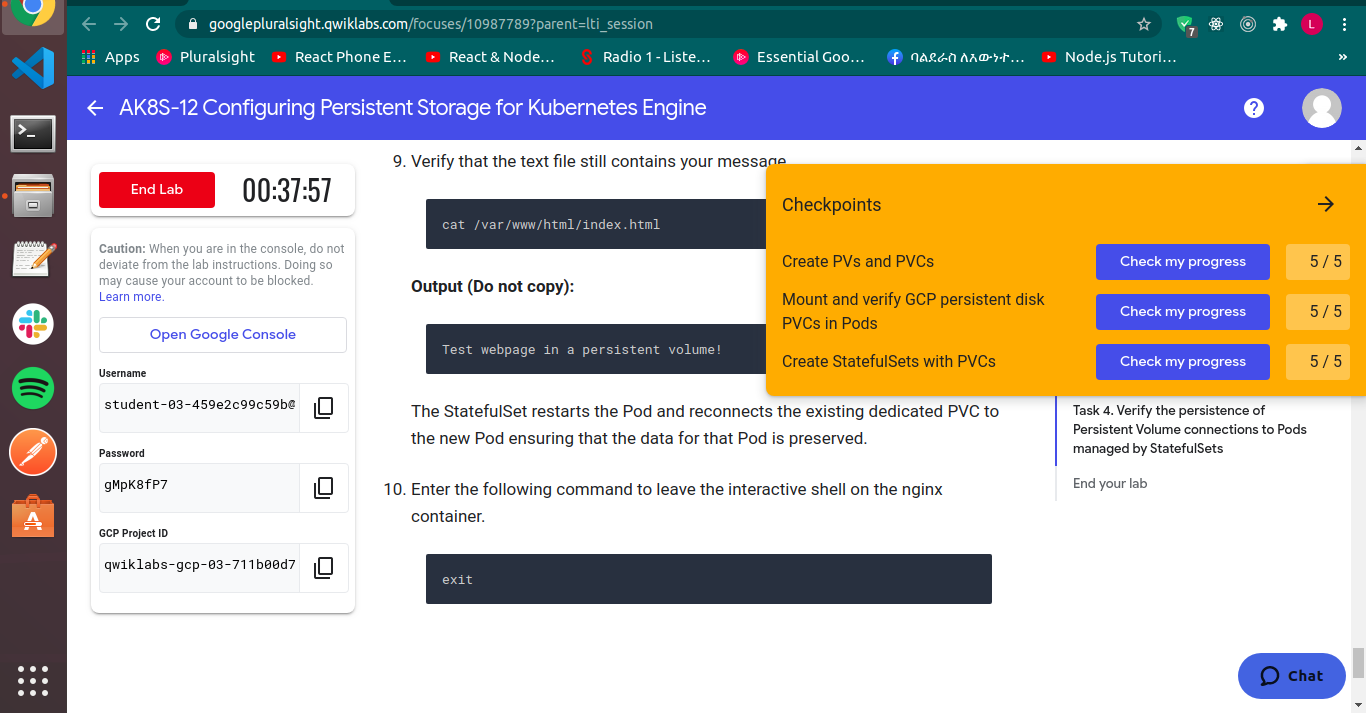 googlepluralsight.qwiklabs.com/focuses/10987789?parent=lti_session
7
L
Apps
Pluralsight
React Phone E...
React & Node...
Radio 1 - Liste...
Essential Goo...
ባልደራስ ለእውነት...
Node.js Tutori...
»
AK8S-12 Configuring Persistent Storage for Kubernetes Engine
?
End Lab
00:37:57
Caution: When you are in the console, do not
deviate from the lab instructions. Doing so
may cause your account to be blocked.
Learn more.
Open Google Console
Username
student-03-459e2c99c59b@
Password
gMpK8fP7
GCP Project ID
qwiklabs-gcp-03-711b00d7
9. Verify that the text file still contains your message
cat /var/www/html/index.html
Output (Do not copy):
Test webpage in a persistent volume!
The StatefulSet restarts the Pod and reconnects the existing dedicated PVC to
the new Pod ensuring that the data for that Pod is preserved.
10. Enter the following command to leave the interactive shell on the nginx
container.
exit
Checkpoints
Create PVs and PVCs
Check my progress
5 / 5
Mount and verify GCP persistent disk
PVCs in Pods
Check my progress
5 / 5
Create StatefulSets with PVCs
Check my progress
5 / 5
Task 4. Verify the persistence of
Persistent Volume connections to Pods
managed by StatefulSets
End your lab
Chat